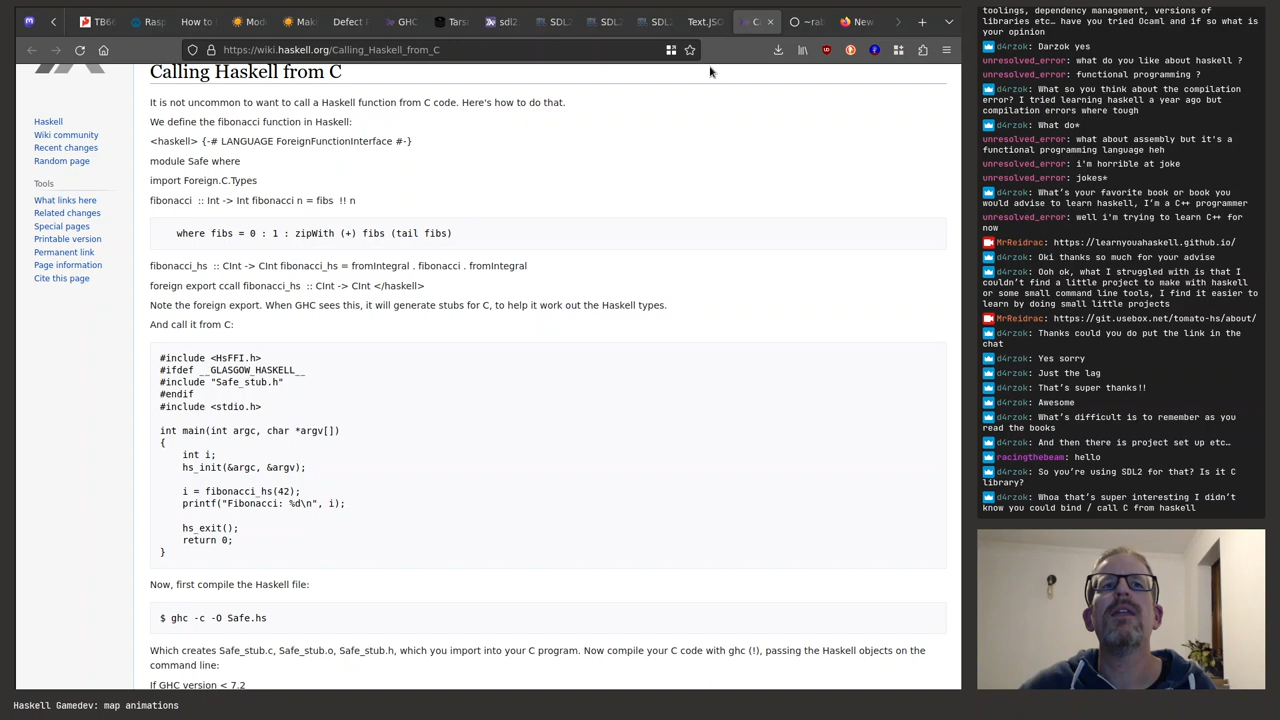 TB66
Rasp
How to
Mod
Maki
Defect
GHC
Tarsa
sdl2
SDL2
SDL2
SDL2
Text.JSO
C
~rab
New
https://wiki.haskell.org/Calling_Haskell_from_C
Haskell
Wiki community
Recent changes
Random page
Tools
What links here
Related changes
Special pages
Printable version
Permanent link
Page information
Cite this page
Calling Haskell from C
It is not uncommon to want to call a Haskell function from C code. Here's how to do that.
We define the fibonacci function in Haskell:
<haskell> {-# LANGUAGE ForeignFunctionInterface #-}
module Safe where
import Foreign.C.Types
fibonacci :: Int -> Int fibonacci n = fibs !! n
where fibs = 0 : 1 : zipWith (+) fibs (tail fibs)
fibonacci_hs :: CInt -> CInt fibonacci_hs = fromIntegral . fibonacci . fromIntegral
foreign export ccall fibonacci_hs :: CInt -> CInt </haskell>
Note the foreign export. When GHC sees this, it will generate stubs for C, to help it work out the Haskell types.
And call it from C:
#include <HsFFI.h>
#ifdef __GLASGOW_HASKELL__
#include "Safe_stub.h"
#endif
#include <stdio.h>
int main(int argc, char *argv[])
{
int i;
hs_init(&argc, &argv);
i = fibonacci_hs(42);
printf("Fibonacci: %d\n", i);
hs_exit();
return 0;
}
Now, first compile the Haskell file:
$ ghc -c -O Safe.hs
Which creates Safe_stub.c, Safe_stub.o, Safe_stub.h, which you import into your C program. Now compile your C code with ghc (!), passing the Haskell objects on the
command line:
If GHC version < 7.2
toolings, dependency management, versions of
libraries etc… have you tried Ocaml and if so what is
your opinion
d4rzok: Darzok yes
unresolved_error: what do you like about haskell ?
unresolved_error: functional programming ?
d4rzok: What so you think about the compilation
error? I tried learning haskell a year ago but
compilation errors where tough
d4rzok: What do*
unresolved_error: what about assembly but it's a
functional programming language heh
unresolved_error: i'm horrible at joke
unresolved_error: jokes*
d4rzok: What's your favorite book or book you
would advise to learn haskell, I'm a C++ programmer
unresolved_error: well i'm trying to learn C++ for
now
MrReidrac: https://learnyouahaskell.github.io/
d4rzok: Oki thanks so much for your advise
d4rzok: Ooh ok, what I struggled with is that I
couldn't find a little project to make with haskell
or some small command line tools, I find it easier to
learn by doing small little projects
MrReidrac: https://git.usebox.net/tomato-hs/about/
d4rzok: Thanks could you do put the link in the
chat
d4rzok: Yes sorry
d4rzok: Just the lag
d4rzok: That's super thanks!!
d4rzok: Awesome
d4rzok: What's difficult is to remember as you
read the books
d4rzok: And then there is project set up etc…
racingthebeam: hello
d4rzok: So you're using SDL2 for that? Is it C
library?
d4rzok: Whoa that's super interesting I didn't
know you could bind / call C from haskell
Haskell Gamedev: map animations